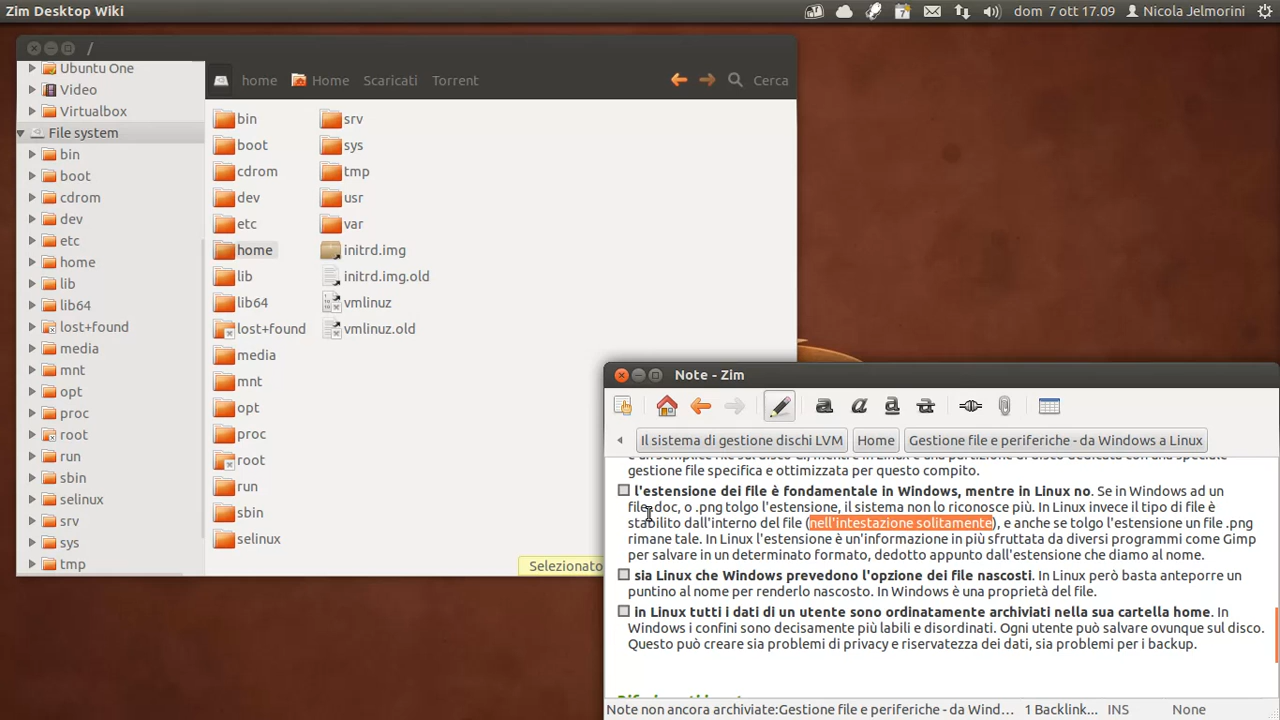 Zim Desktop Wiki
dom 7 ott 17.09
Nicola Jelmorini
/
Ubuntu One
Video
Virtualbox
File system
bin
boot
cdrom
dev
etc
home
lib
lib64
lost+found
media
mnt
opt
proc
root
run
sbin
selinux
srv
sys
tmp
home
Home
Scaricati
Torrent
Cerca
bin
boot
cdrom
dev
etc
home
lib
lib64
lost+found
media
mnt
opt
proc
root
run
sbin
selinux
srv
sys
tmp
usr
var
initrd.img
initrd.img.old
vmlinuz
vmlinuz.old
Selezionato
Note - Zim
Il sistema di gestione dischi LVM
Home
Gestione file e periferiche - da Windows a Linux
gestione file specifica e ottimizzata per questo compito.
l'estensione dei file è fondamentale in Windows, mentre in Linux no. Se in Windows ad un
file .doc, o .png tolgo l'estensione, il sistema non lo riconosce più. In Linux invece il tipo di file è
stabilito dall'interno del file (nell'intestazione solitamente), e anche se tolgo l'estensione un file .png
rimane tale. In Linux l'estensione è un'informazione in più sfruttata da diversi programmi come Gimp
per salvare in un determinato formato, dedotto appunto dall'estensione che diamo al nome.
sia Linux che Windows prevedono l'opzione dei file nascosti. In Linux però basta anteporre un
puntino al nome per renderlo nascosto. In Windows è una proprietà del file.
in Linux tutti i dati di un utente sono ordinatamente archiviati nella sua cartella home. In
Windows i confini sono decisamente più labili e disordinati. Ogni utente può salvare ovunque sul disco.
Questo può creare sia problemi di privacy e riservatezza dei dati, sia problemi per i backup.
Note non ancora archiviate:Gestione file e periferiche - da Wind...
1 Backlink...
INS
None